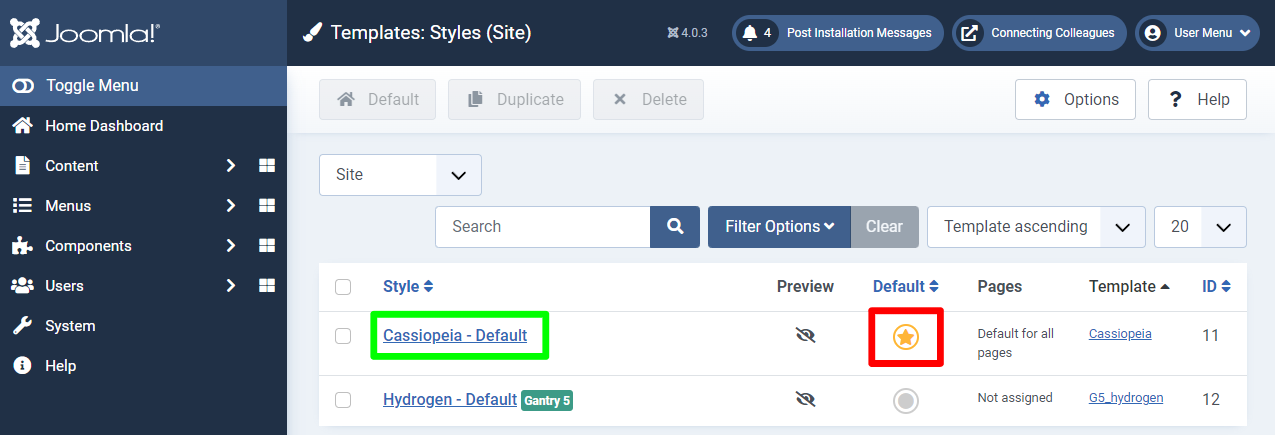 Joomla!®
Templates: Styles (Site)
4.0.3
4 Post Installation Messages
Connecting Colleagues
User Menu
Toggle Menu
Home Dashboard
Content
Menus
Components
Users
System
Help
Default
Duplicate
Delete
Options
? Help
Site
Search
Filter Options
Clear
Template ascending
20
Style Preview Default Pages Template ID
Cassiopeia - Default Default for all Cassiopeia 11
pages
Hydrogen - Default Gantry 5 Not assigned G5_hydrogen 12